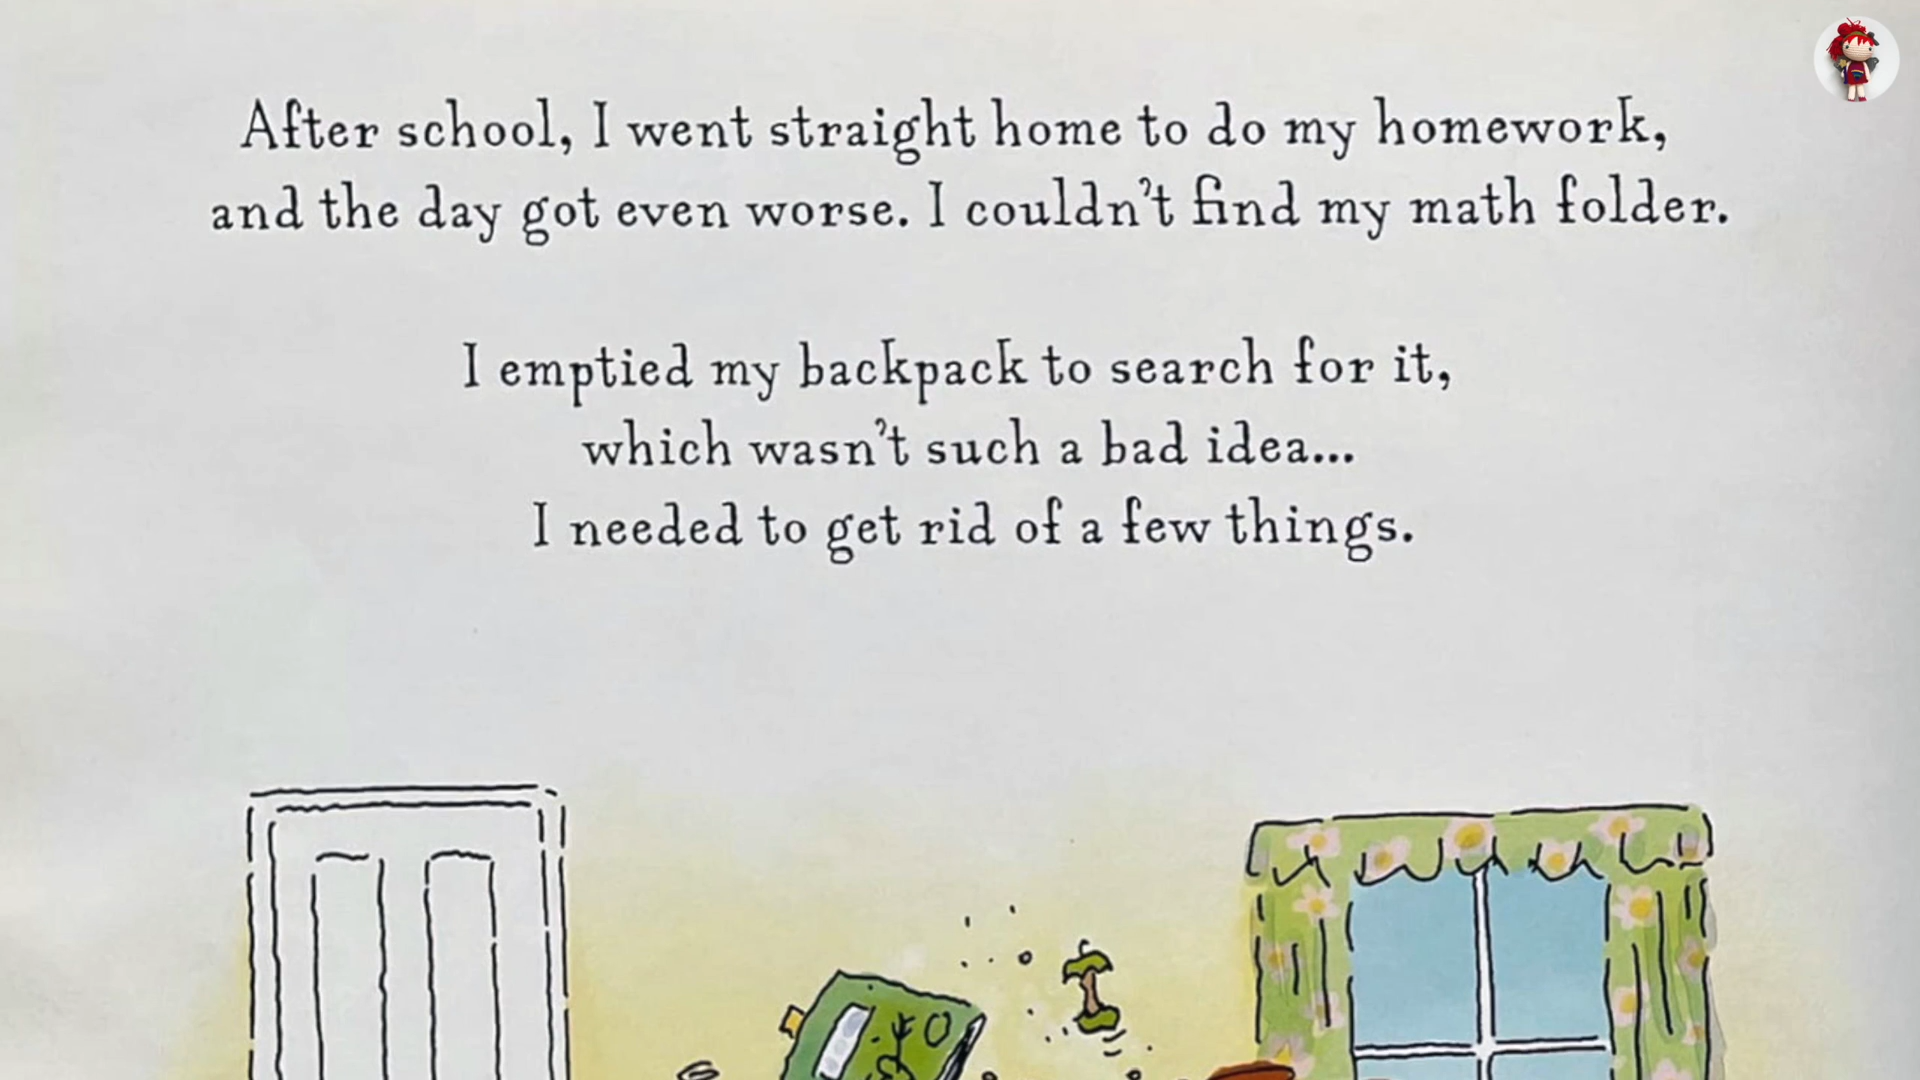 After school, I went straight home to do my homework,
and the day got even worse. I couldn't find my math folder.
I emptied my backpack to search for it,
which wasn't such a bad idea...
I needed to get rid of a few things.